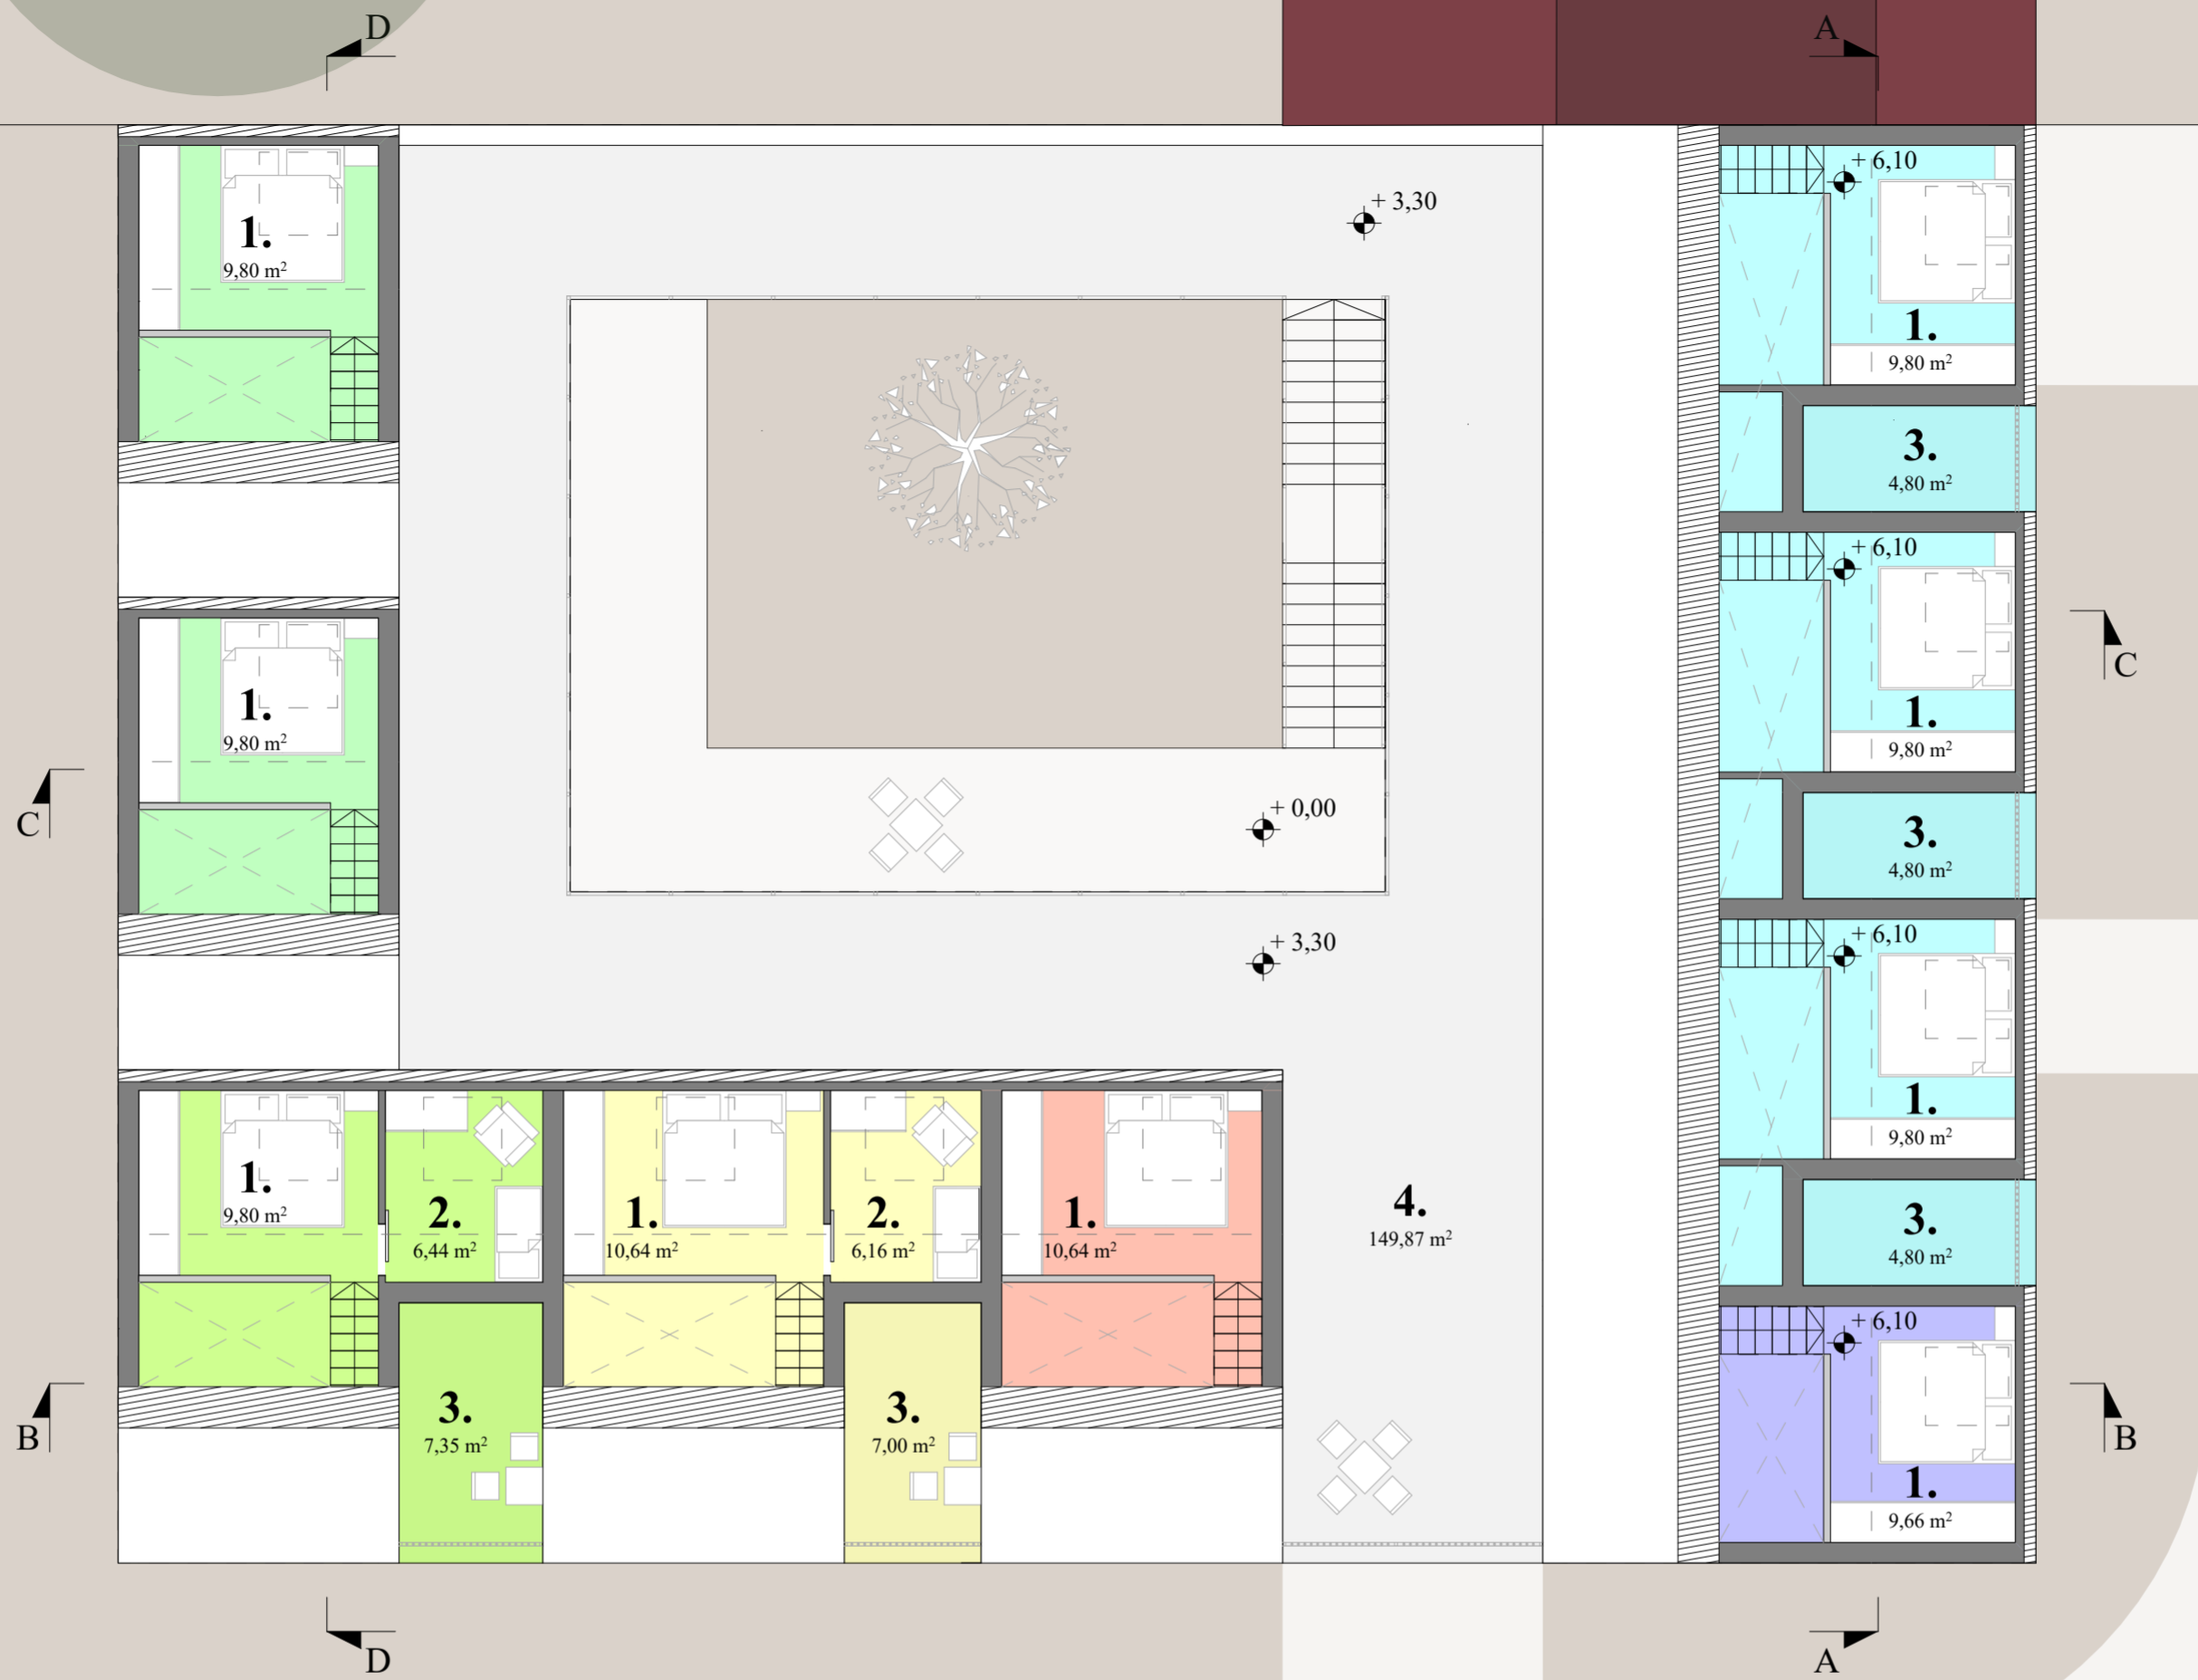 D
A
+ 3,30
+ 6,10
1.
9,80 m²
1.
9,80 m²
3.
4,80 m²
+ 6,10
C
1.
9,80 m²
1.
9,80 m²
C
+ 0,00
3.
4,80 m²
+ 3,30
+ 6,10
1.
9,80 m²
1.
9,80 m²
2.
6,44 m²
1.
10,64 m²
2.
6,16 m²
1.
10,64 m²
4.
149,87 m²
3.
4,80 m²
+ 6,10
B
3.
7,35 m²
3.
7,00 m²
1.
9,66 m²
B
D
A